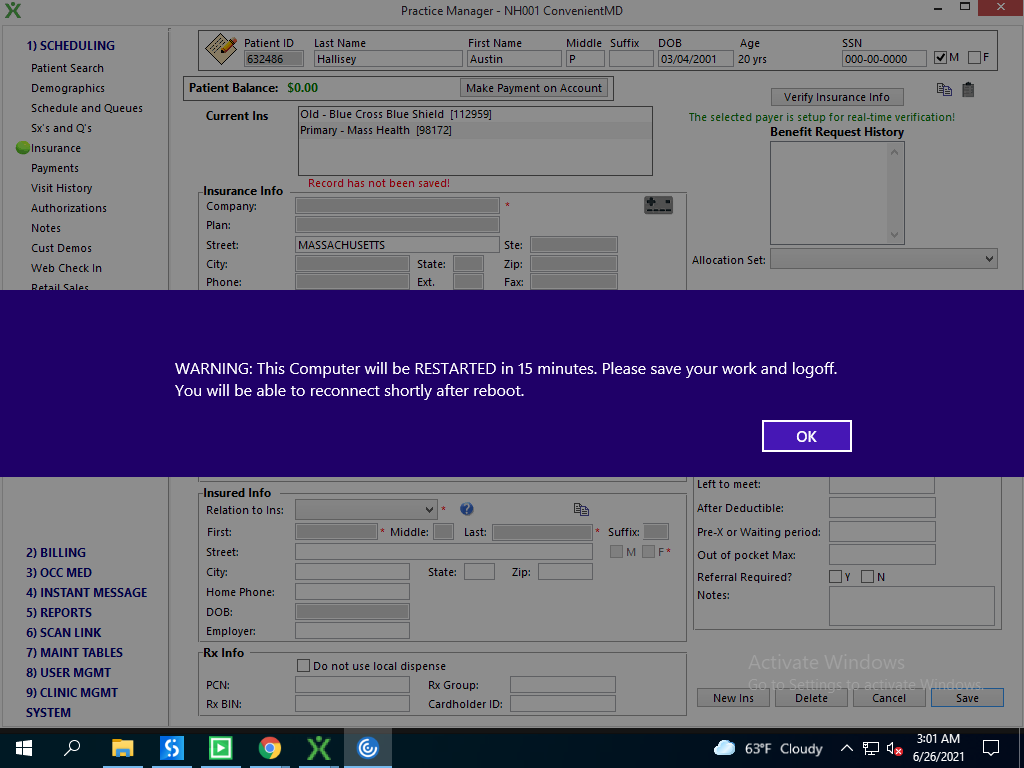 Practice Manager - NH001 ConvenientMD
1) SCHEDULING
Patient Search
Demographics
Schedule and Queues
Sx's and Q's
Insurance
Payments
Visit History
Authorizations
Notes
Cust Demos
Web Check In
Retail Sales
2) BILLING
3) OCC MED
4) INSTANT MESSAGE
5) REPORTS
6) SCAN LINK
7) MAINT TABLES
8) USER MGMT
9) CLINIC MGMT
SYSTEM
Patient ID Last Name First Name Middle Suffix DOB Age SSN
632486 Hallisey Austin P 03/04/2001 20 yrs 000-00-0000 M F
Patient Balance: $0.00 Make Payment on Account
Verify Insurance Info
Current Ins
Old - Blue Cross Blue Shield [112959]
Primary - Mass Health [98172]
The selected payer is setup for real-time verification!
Benefit Request History
Record has not been saved!
Insurance Info
Company: *
Plan:
Street: MASSACHUSETTS Ste:
City: State: Zip:
Phone: Ext. Fax:
Allocation Set:
WARNING: This Computer will be RESTARTED in 15 minutes. Please save your work and logoff.
You will be able to reconnect shortly after reboot.
OK
Insured Info
Relation to Ins: * ?
First: * Middle: Last: * Suffix:
Street: M F *
City: State: Zip:
Home Phone:
DOB:
Employer:
Left to meet:
After Deductible:
Pre-X or Waiting period:
Out of pocket Max:
Referral Required? Y N
Notes:
Rx Info
Do not use local dispense
PCN: Rx Group:
Rx BIN: Cardholder ID:
Activate Windows
Go to Settings to activate Windows.
New Ins Delete Cancel Save
63°F Cloudy
3:01 AM
6/26/2021